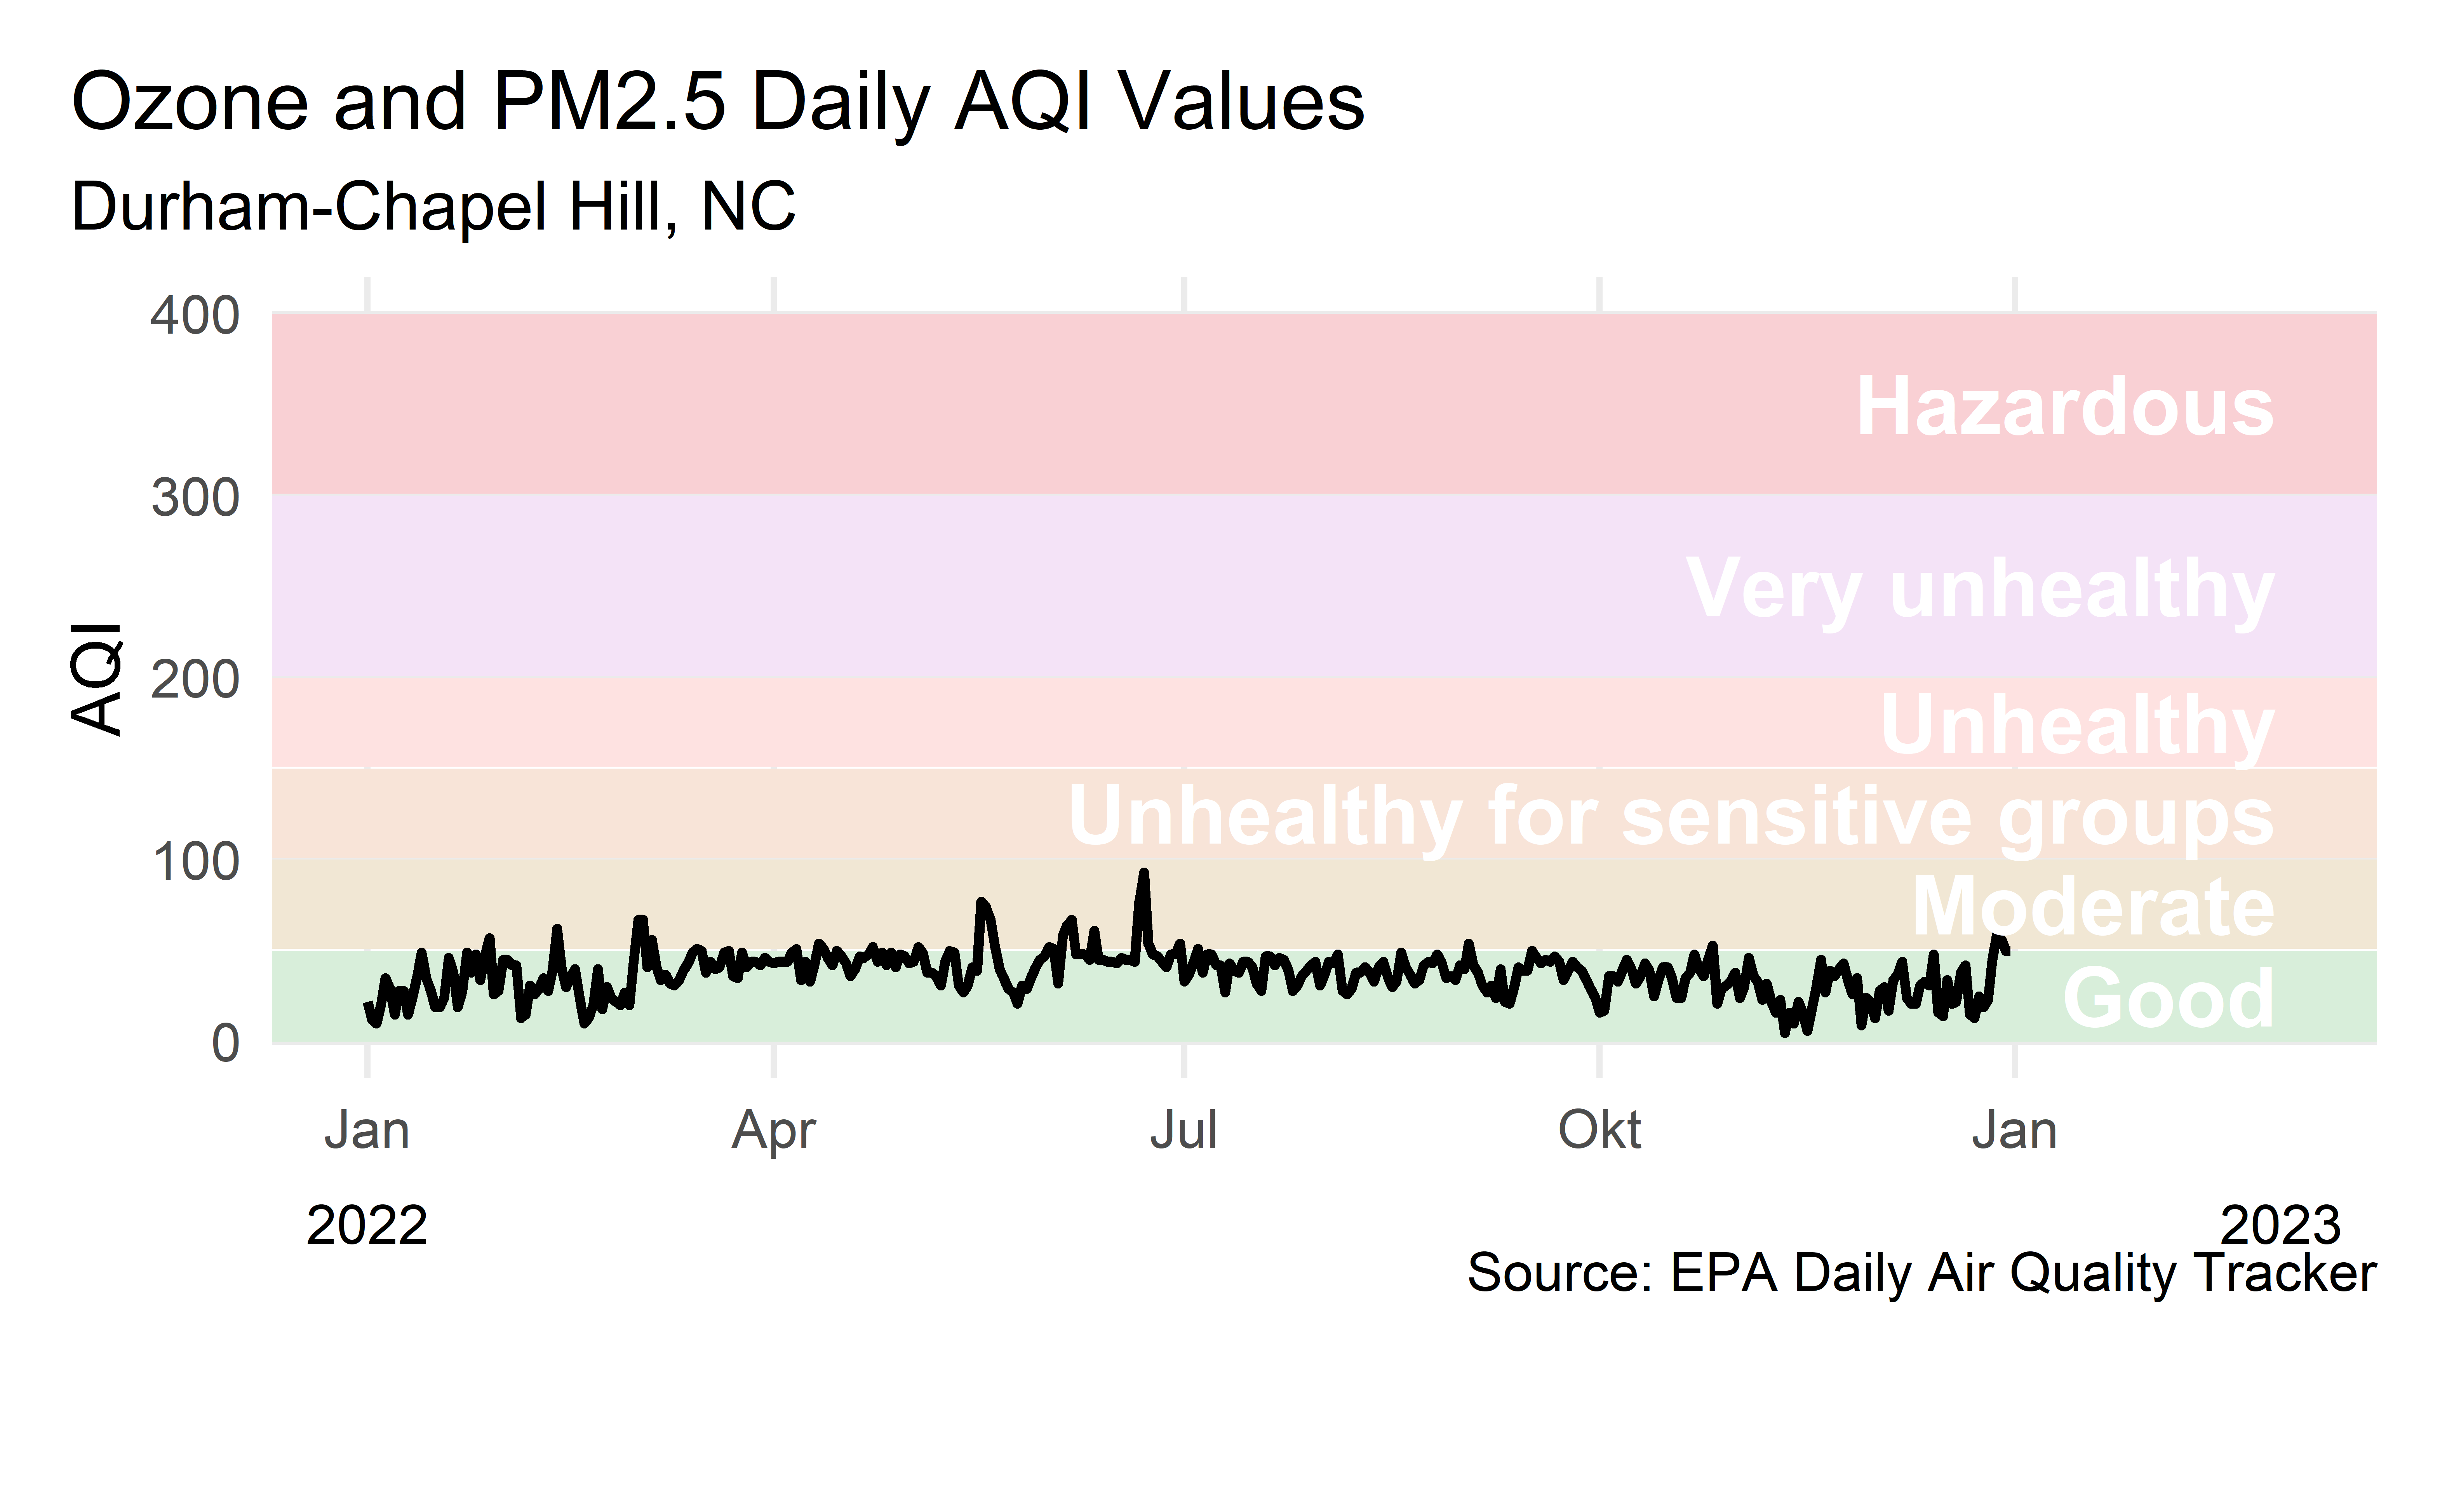 Ozone and PM2.5 Daily AQI Values
Durham-Chapel Hill, NC
AQI
400
300
200
100
0
Hazardous
Very unhealthy
Unhealthy
Unhealthy for sensitive groups
Moderate
Good
Jan Apr Jul Okt Jan
2022 2023
Source: EPA Daily Air Quality Tracker